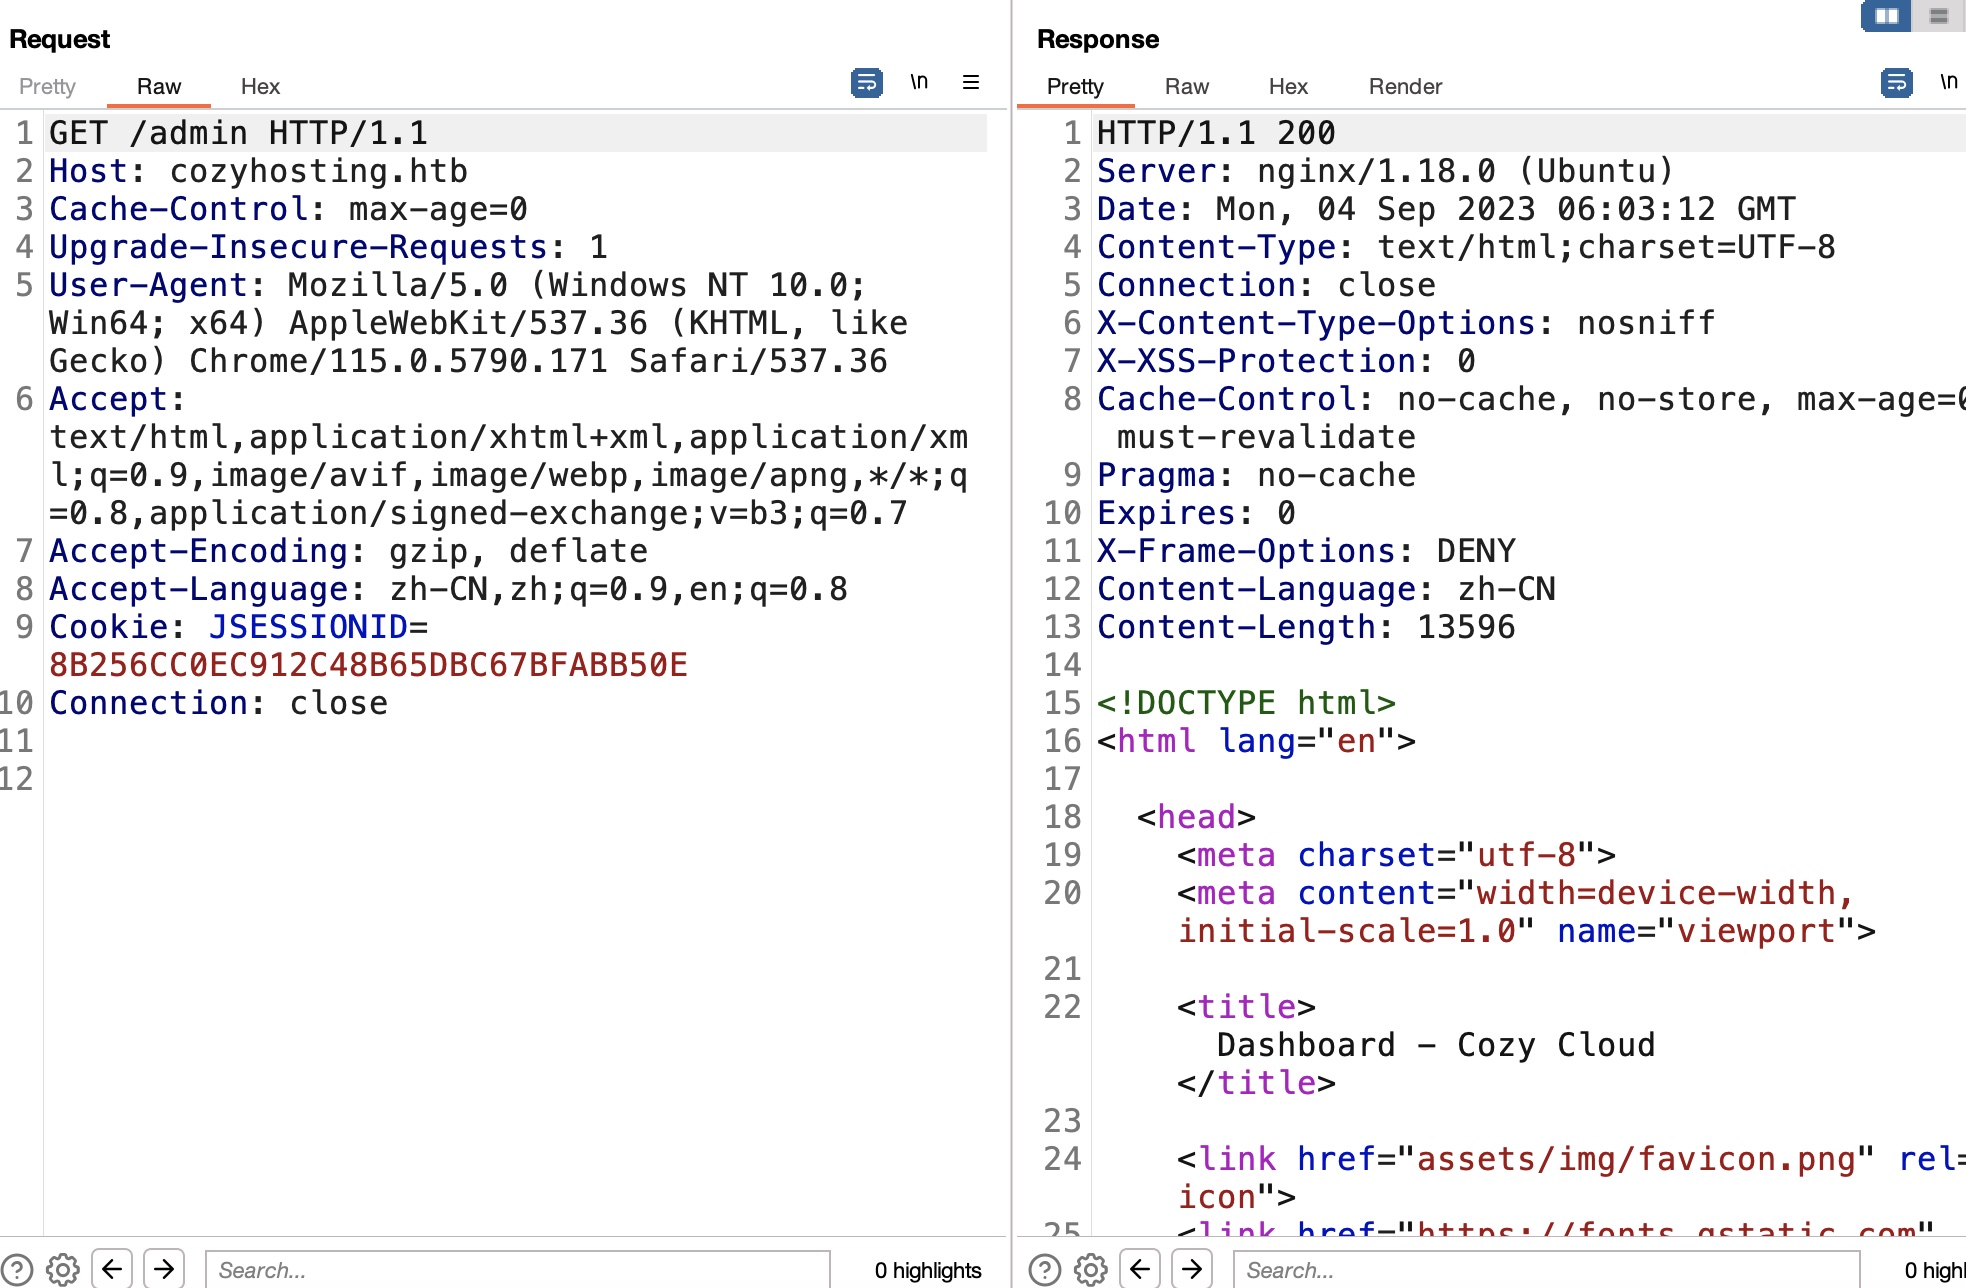 Request
Pretty Raw Hex \n
1 GET /admin HTTP/1.1
2 Host: cozyhosting.htb
3 Cache-Control: max-age=0
4 Upgrade-Insecure-Requests: 1
5 User-Agent: Mozilla/5.0 (Windows NT 10.0;
Win64; x64) AppleWebKit/537.36 (KHTML, like
Gecko) Chrome/115.0.5790.171 Safari/537.36
6 Accept:
text/html,application/xhtml+xml,application/xm
l;q=0.9,image/avif,image/webp,image/apng,*/*;q
=0.8,application/signed-exchange;v=b3;q=0.7
7 Accept-Encoding: gzip, deflate
8 Accept-Language: zh-CN,zh;q=0.9,en;q=0.8
9 Cookie: JSESSIONID=
8B256CC0EC912C48B65DBC67BFABB50E
10 Connection: close
11
12
Search...
0 highlights
Response
Pretty Raw Hex Render \n
1 HTTP/1.1 200
2 Server: nginx/1.18.0 (Ubuntu)
3 Date: Mon, 04 Sep 2023 06:03:12 GMT
4 Content-Type: text/html;charset=UTF-8
5 Connection: close
6 X-Content-Type-Options: nosniff
7 X-XSS-Protection: 0
8 Cache-Control: no-cache, no-store, max-age=0
must-revalidate
9 Pragma: no-cache
10 Expires: 0
11 X-Frame-Options: DENY
12 Content-Language: zh-CN
13 Content-Length: 13596
14
15 <!DOCTYPE html>
16 <html lang="en">
17
18 <head>
19 <meta charset="utf-8">
20 <meta content="width=device-width,
initial-scale=1.0" name="viewport">
21
22 <title>
Dashboard - Cozy Cloud
</title>
23
24 <link href="assets/img/favicon.png" rel=
icon">
25 <link href="https://fonts.gstatic.com"
Search...
0 highl